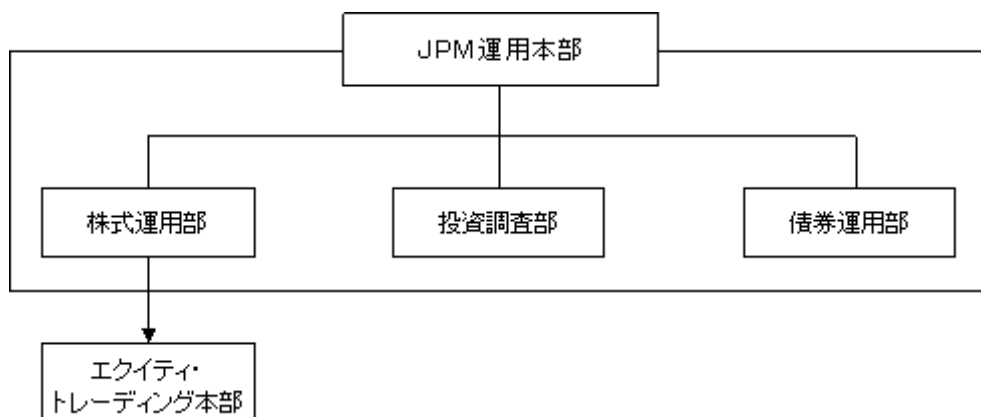 JPM運用本部
株式運用部
投資調査部
債券運用部
エクイティ・
トレーディング本部